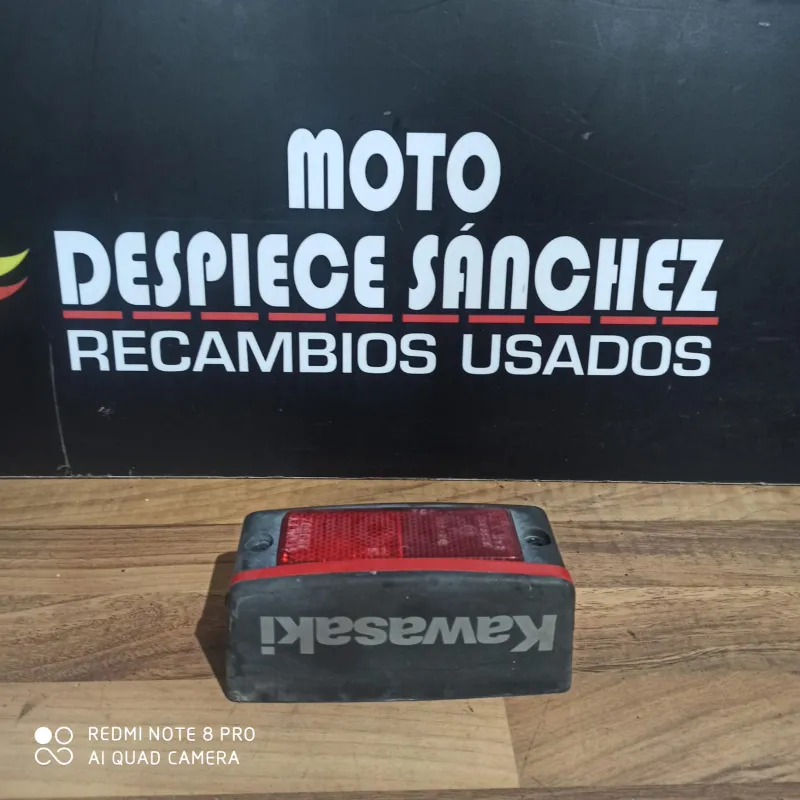 MOTO
DESPIECE SÁNCHEZ
RECAMBIOS USADOS
Kawasaki
REDMI NOTE 8 PRO
AI QUAD CAMERA